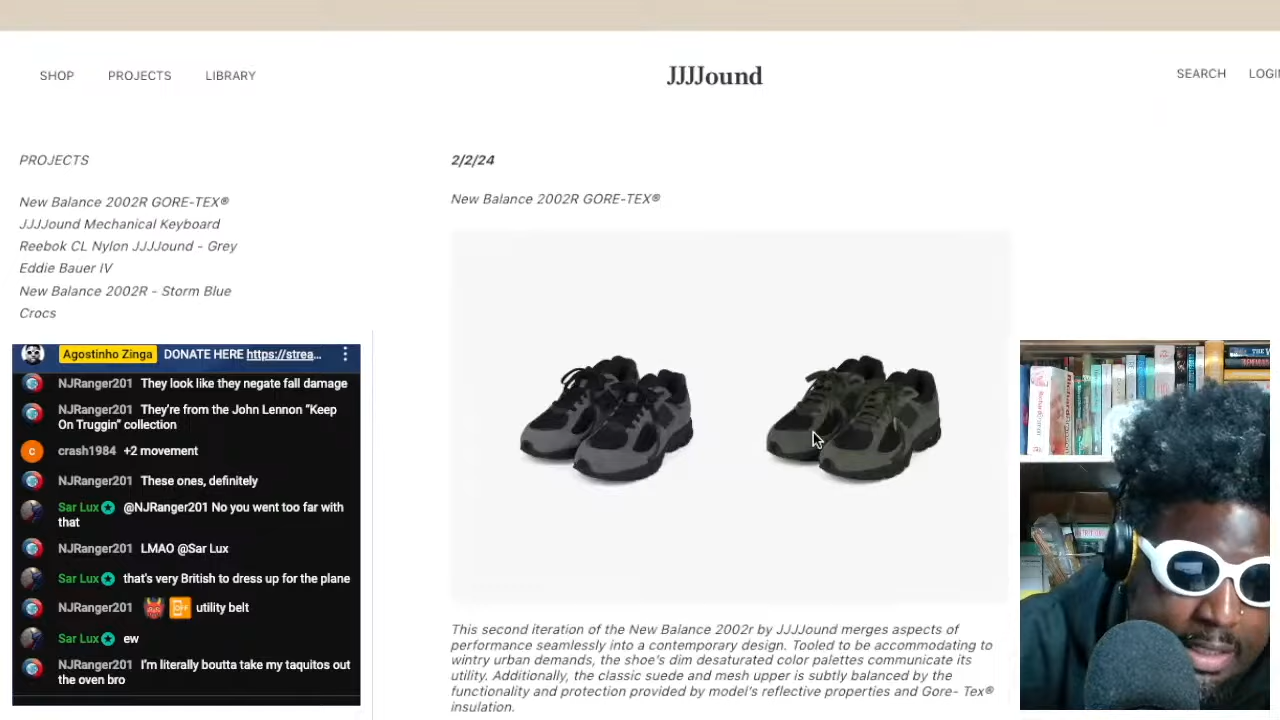 SHOP PROJECTS LIBRARY JJJJound SEARCH LOGI
PROJECTS
New Balance 2002R GORE-TEX®
JJJJound Mechanical Keyboard
Reebok CL Nylon JJJJound - Grey
Eddie Bauer IV
New Balance 2002R - Storm Blue
Crocs
2/2/24
New Balance 2002R GORE-TEX®
This second iteration of the New Balance 2002r by JJJJound merges aspects of
performance seamlessly into a contemporary design. Tooled to be accommodating to
wintry urban demands, the shoe's dim desaturated color palettes communicate its
utility. Additionally, the classic suede and mesh upper is subtly balanced by the
functionality and protection provided by model's reflective properties and Gore- Tex®
insulation.
Agostinho Zinga DONATE HERE https://strea...
NJRanger201 They look like they negate fall damage
NJRanger201 They're from the John Lennon "Keep
On Truggin" collection
c crash1984 +2 movement
NJRanger201 These ones, definitely
Sar Lux @NJRanger201 No you went too far with
that
NJRanger201 LMAO @Sar Lux
Sar Lux that's very British to dress up for the plane
NJRanger201 utility belt
Sar Lux ew
NJRanger201 I'm literally boutta take my taquitos out
the oven bro